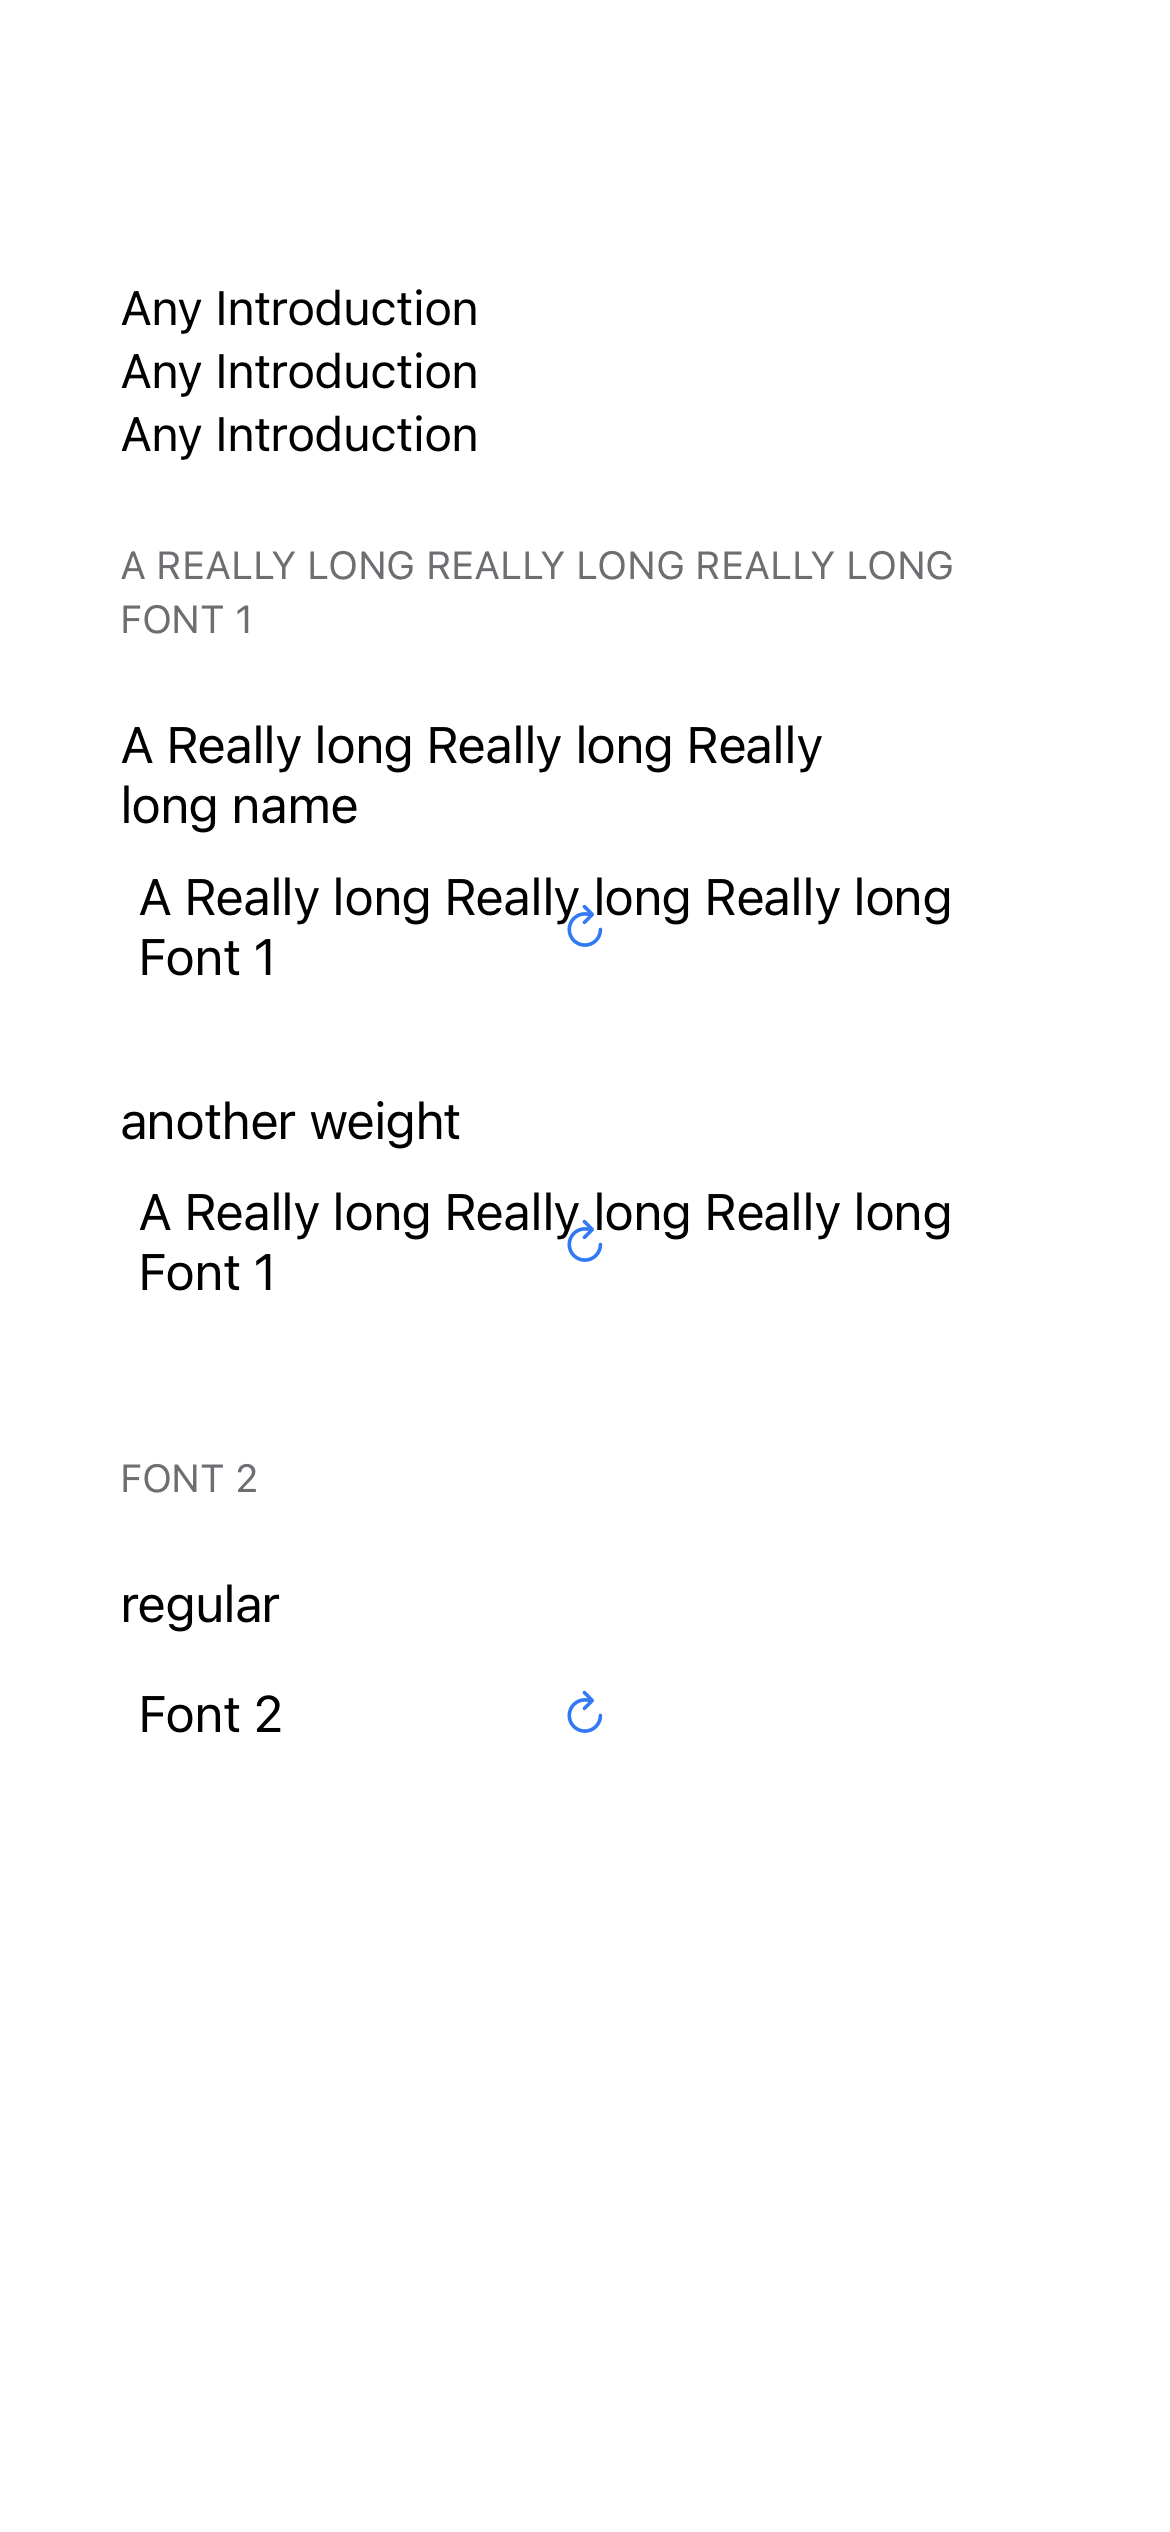 Any Introduction
Any Introduction
Any Introduction
A REALLY LONG REALLY LONG REALLY LONG
FONT 1
A Really long Really long Really
long name
A Really long Really long Really long
Font 1
another weight
A Really long Really long Really long
Font 1
FONT 2
regular
Font 2